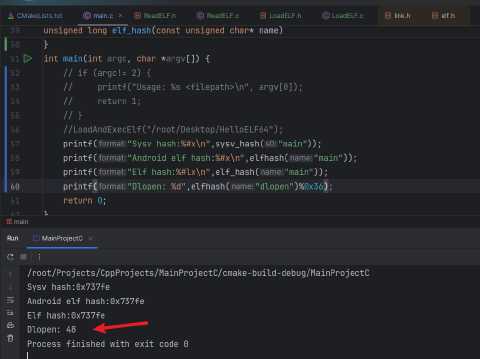 CMakeLists.txt main.c ReadELF.h ReadELF.c LoadELF.h LoadELF.c link.h elf.h
39 unsigned long elf_hash(const unsigned char* name)
50 }
51 int main(int argc, char *argv[]) {
52 // if (argc!= 2) {
53 // printf("Usage: %s <filepath>\n", argv[0]);
54 // return 1;
55 // }
56 //LoadAndExecElf("/root/Desktop/HelloELF64");
57 printf(format:"Sysv hash:%#x\n",sysv_hash(s0:"main"));
58 printf(format:"Android elf hash:%#x\n",elfhash(name:"main"));
59 printf(format:"Elf hash:%#lx\n",elf_hash(name:"main"));
60 printf(format:"Dlopen: %d",elfhash(name:"dlopen")%0x36);
61 return 0;
}
main
Run MainProjectC
/root/Projects/CppProjects/MainProjectC/cmake-build-debug/MainProjectC
Sysv hash:0x737fe
Android elf hash:0x737fe
Elf hash:0x737fe
Dlopen: 48
Process finished with exit code 0